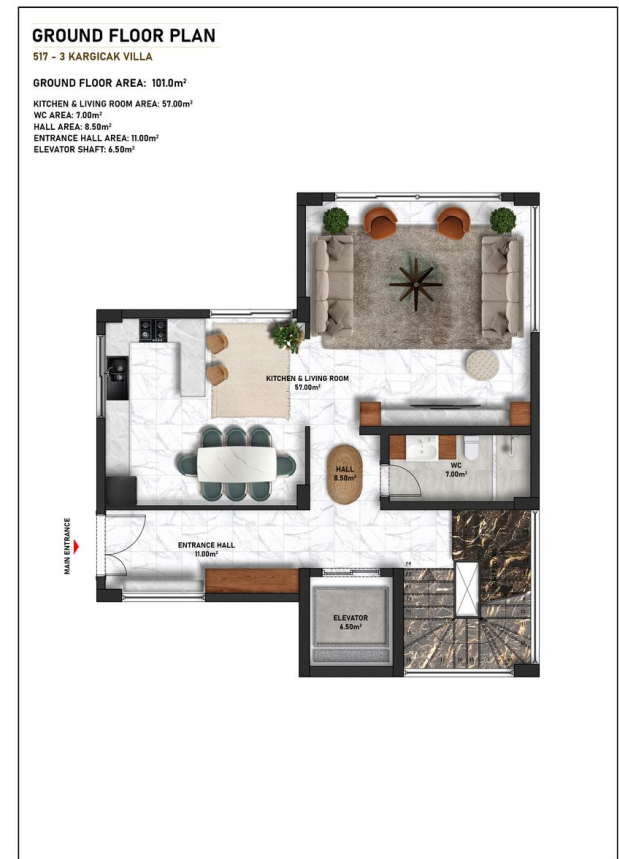 GROUND FLOOR PLAN
517 - 3 KARGICAK VILLA
GROUND FLOOR AREA: 101.0m²
KITCHEN & LIVING ROOM AREA: 57.00m²
WC AREA: 7.00m²
HALL AREA: 8.50m²
ENTRANCE HALL AREA: 11.00m²
ELEVATOR SHAFT: 6.50m²
KITCHEN & LIVING ROOM
57.00m²
HALL
8.50m²
WC
7.00m²
MAIN ENTRANCE
ENTRANCE HALL
11.00m²
ELEVATOR
6.50m²
24